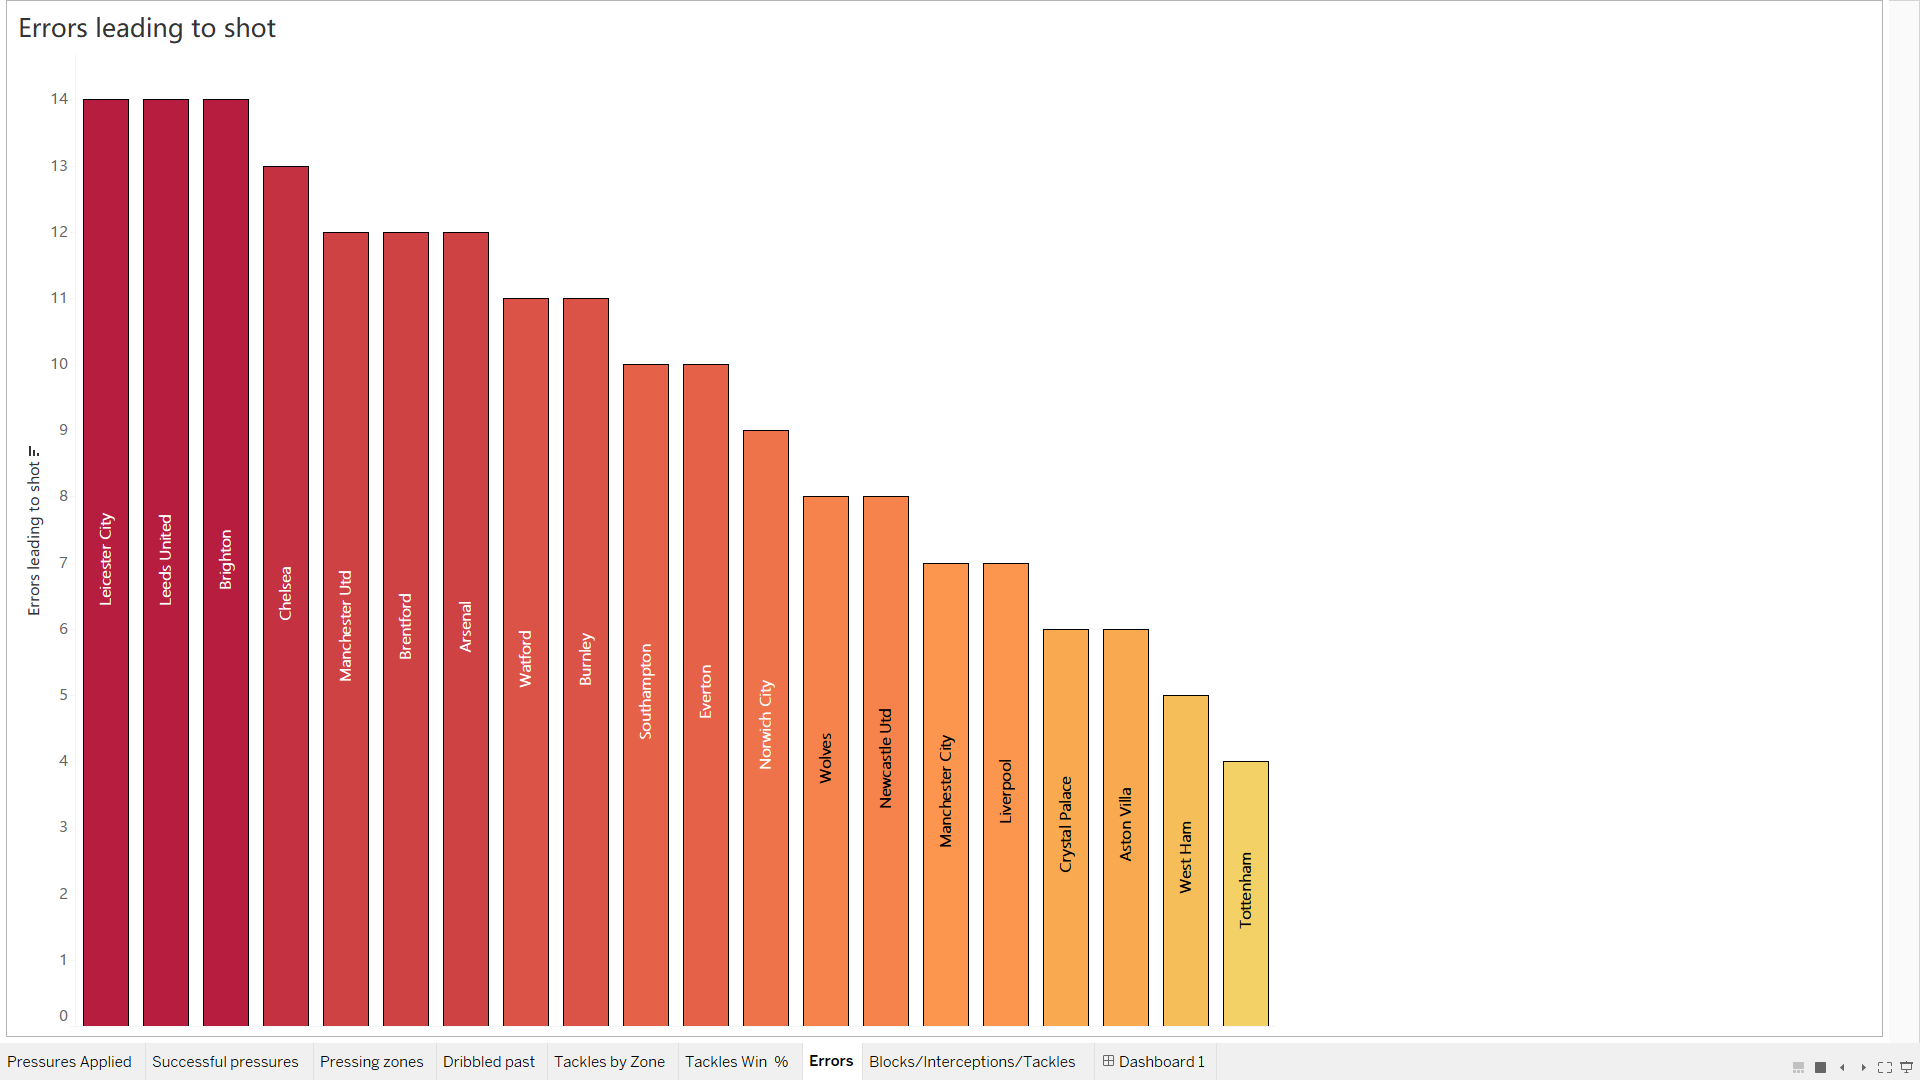 Errors leading to shot
14
13
12
11
10
9
8
7
6
5
4
3
2
1
0
Errors leading to shot
Leicester City
Leeds United
Brighton
Chelsea
Manchester Utd
Brentford
Arsenal
Watford
Burnley
Southampton
Everton
Norwich City
Wolves
Newcastle Utd
Manchester City
Liverpool
Crystal Palace
Aston Villa
West Ham
Tottenham
Pressures Applied Successful pressures Pressing zones Dribbled past Tackles by Zone Tackles Win % Errors Blocks/Interceptions/Tackles Dashboard 1